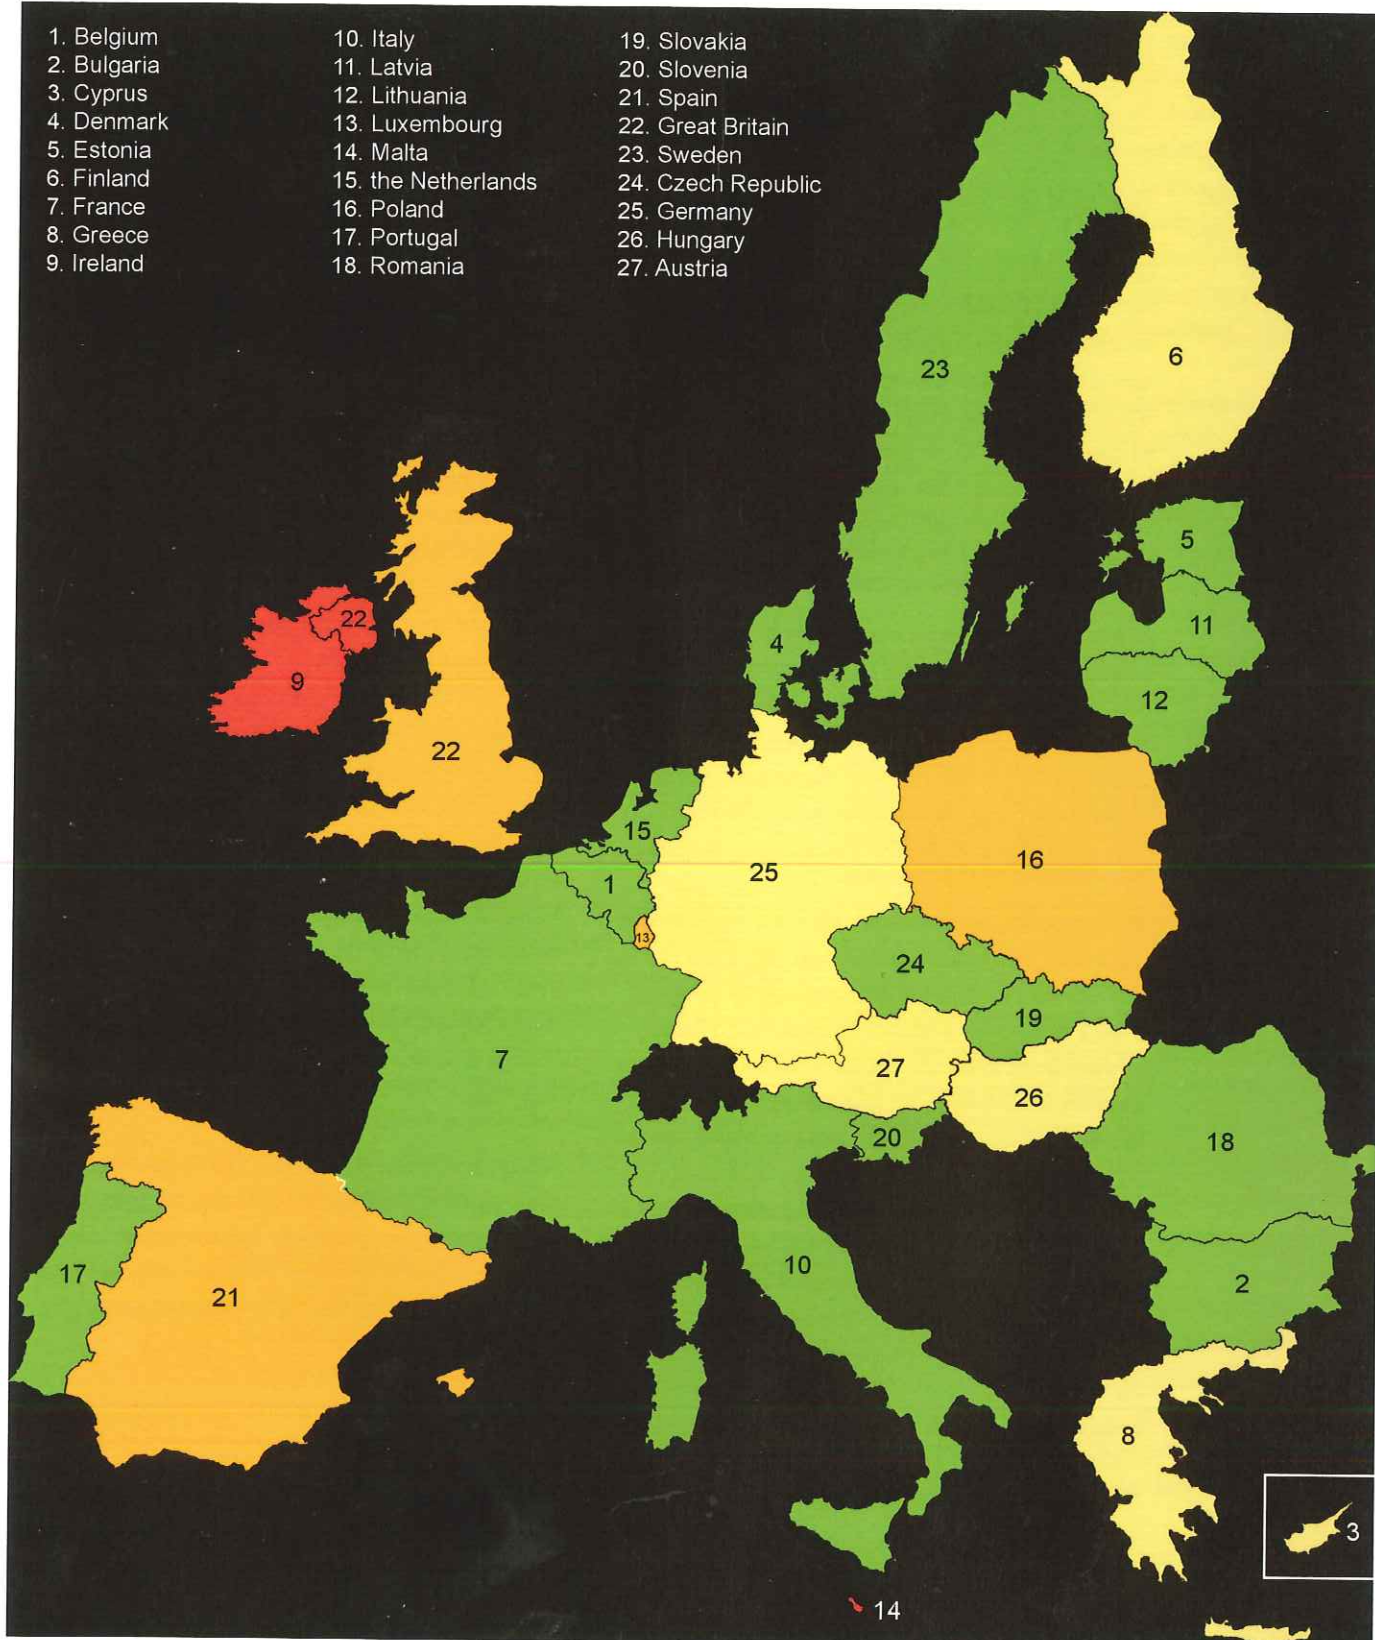 1. Belgium
2. Bulgaria
3. Cyprus
4. Denmark
5. Estonia
6. Finland
7. France
8. Greece
9. Ireland
10. Italy
11. Latvia
12. Lithuania
13. Luxembourg
14. Malta
15. the Netherlands
16. Poland
17. Portugal
18. Romania
19. Slovakia
20. Slovenia
21. Spain
22. Great Britain
23. Sweden
24. Czech Republic
25. Germany
26. Hungary
27. Austria
6
23
5
22
11
4
9
12
22
15
16
25
1
13
24
19
7
27
26
20
18
10
17
2
21
8
3
14